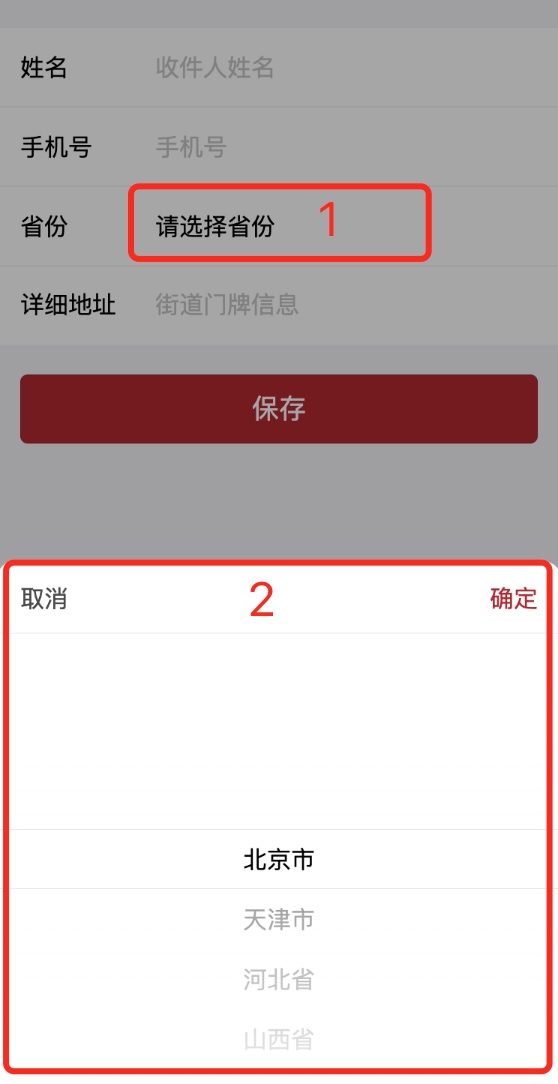 姓名 收件人姓名
手机号 手机号
省份 请选择省份 1
详细地址 街道门牌信息
保存
取消 2 确定
北京市
天津市
河北省
山西省